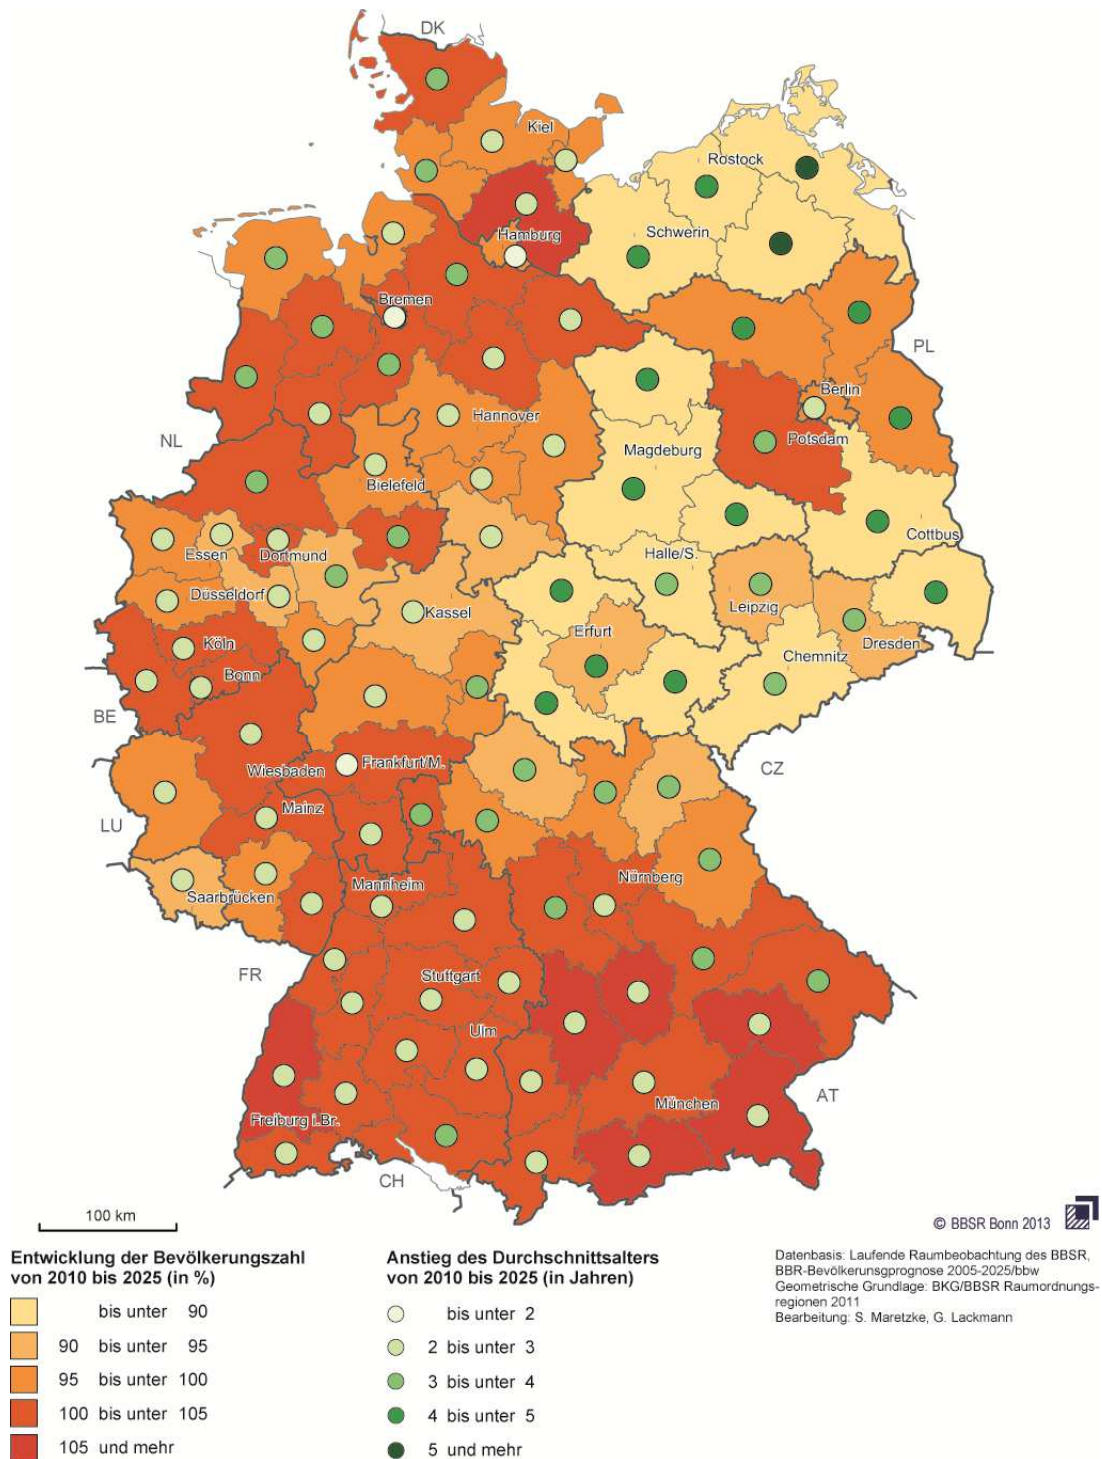 DK
Kiel
Rostock
Schwerin
Hamburg
Bremen
PL
Berlin
Hannover
NL
Potsdam
Magdeburg
Bielefeld
Cottbus
Essen
Dortmund
Halle/S.
Düsseldorf
Leipzig
Kassel
Erfurt
Dresden
Köln
Chemnitz
Bonn
BE
CZ
Frankfurt/M.
Wiesbaden
Mainz
LU
Nürnberg
Mannheim
Saarbrücken
FR
Stuttgart
Ulm
AT
München
Freiburg i.Br.
CH
100 km
© BBSR Bonn 2013
Entwicklung der Bevölkerungszahl
von 2010 bis 2025 (in %)
bis unter 90
90 bis unter 95
95 bis unter 100
100 bis unter 105
105 und mehr
Anstieg des Durchschnittsalters
von 2010 bis 2025 (in Jahren)
bis unter 2
2 bis unter 3
3 bis unter 4
4 bis unter 5
5 und mehr
Datenbasis: Laufende Raumbeobachtung des BBSR,
BBR-Bevölkerunsgprognose 2005-2025/bbw
Geometrische Grundlage: BKG/BBSR Raumordnungs-
regionen 2011
Bearbeitung: S. Maretzke, G. Lackmann